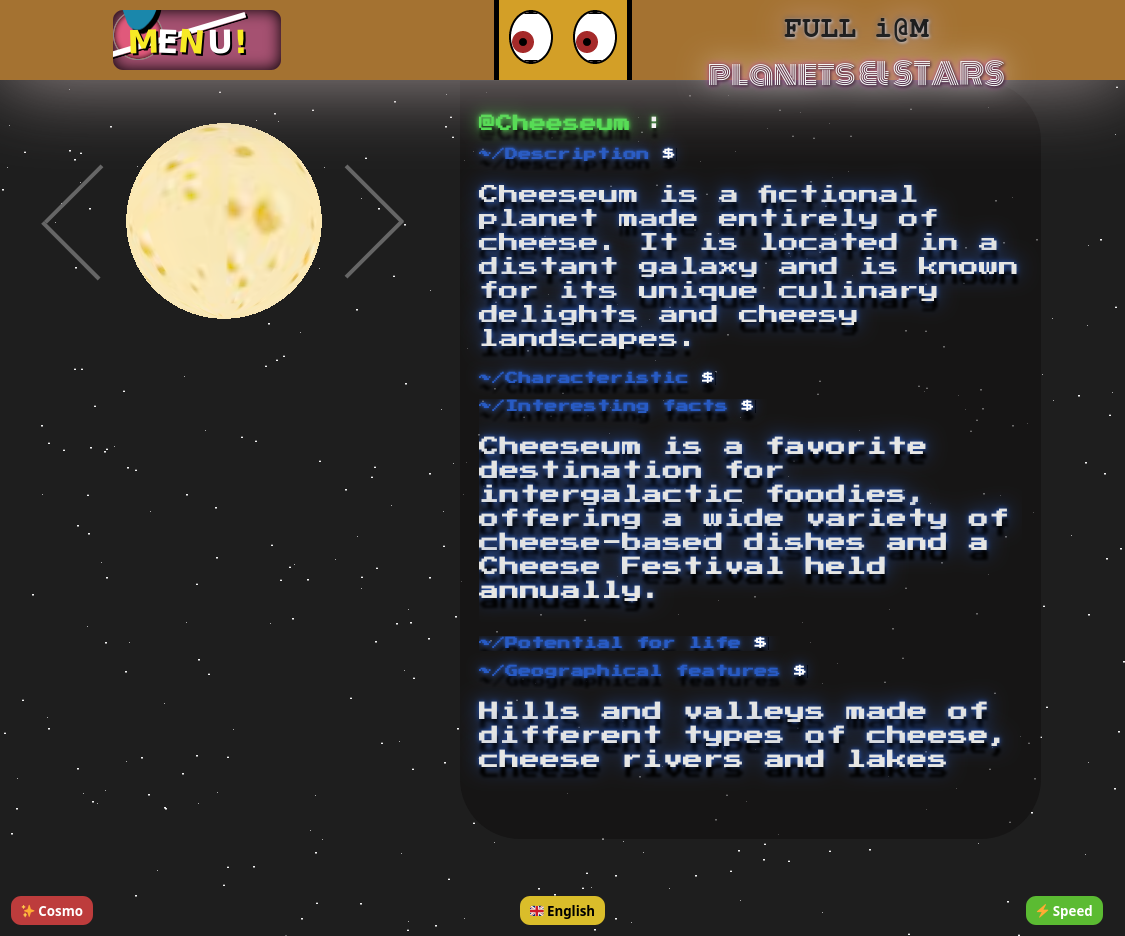 MENU!
FULL i@M
PLANETS&STARS
@Cheeseum :
~/Description $
Cheeseum is a fictional
planet made entirely of
cheese. It is located in a
distant galaxy and is known
for its unique culinary
delights and cheesy
landscapes.
~/Characteristic $
~/Interesting facts $
Cheeseum is a favorite
destination for
intergalactic foodies,
offering a wide variety of
cheese-based dishes and a
Cheese Festival held
annually.
~/Potential for life $
~/Geographical features $
Hills and valleys made of
different types of cheese,
cheese rivers and lakes
✨ Cosmo
🇬🇧 English
⚡ Speed